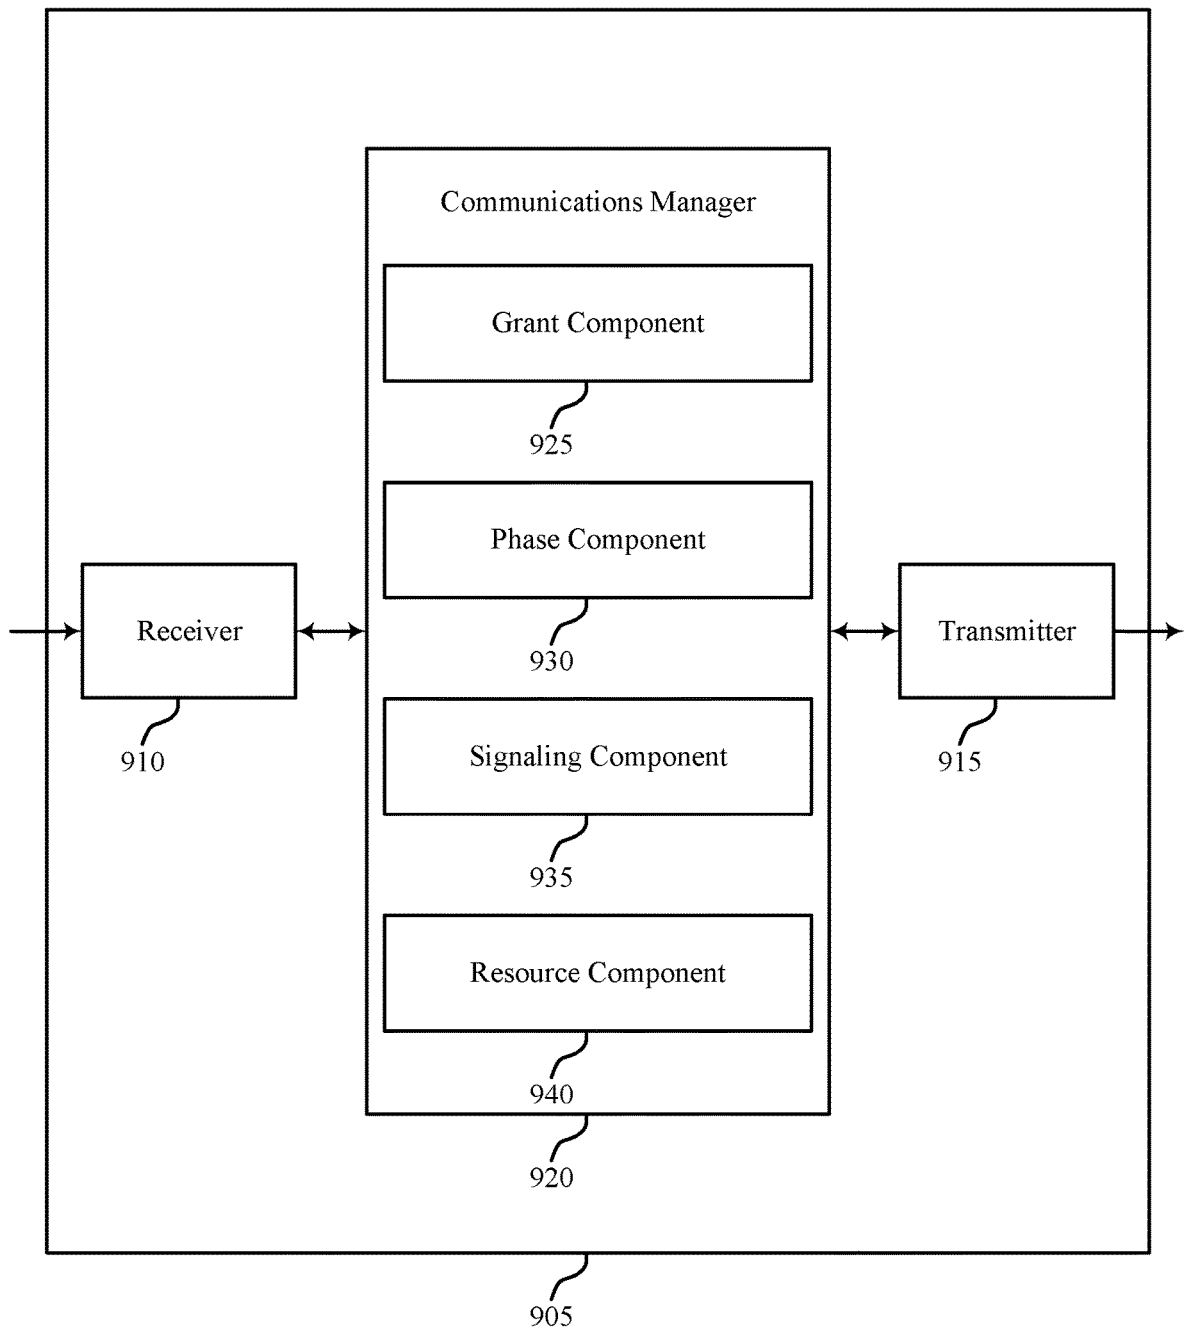 Communications Manager
Grant Component
925
Phase Component
930
Receiver
910
Transmitter
915
Signaling Component
935
Resource Component
940
920
905